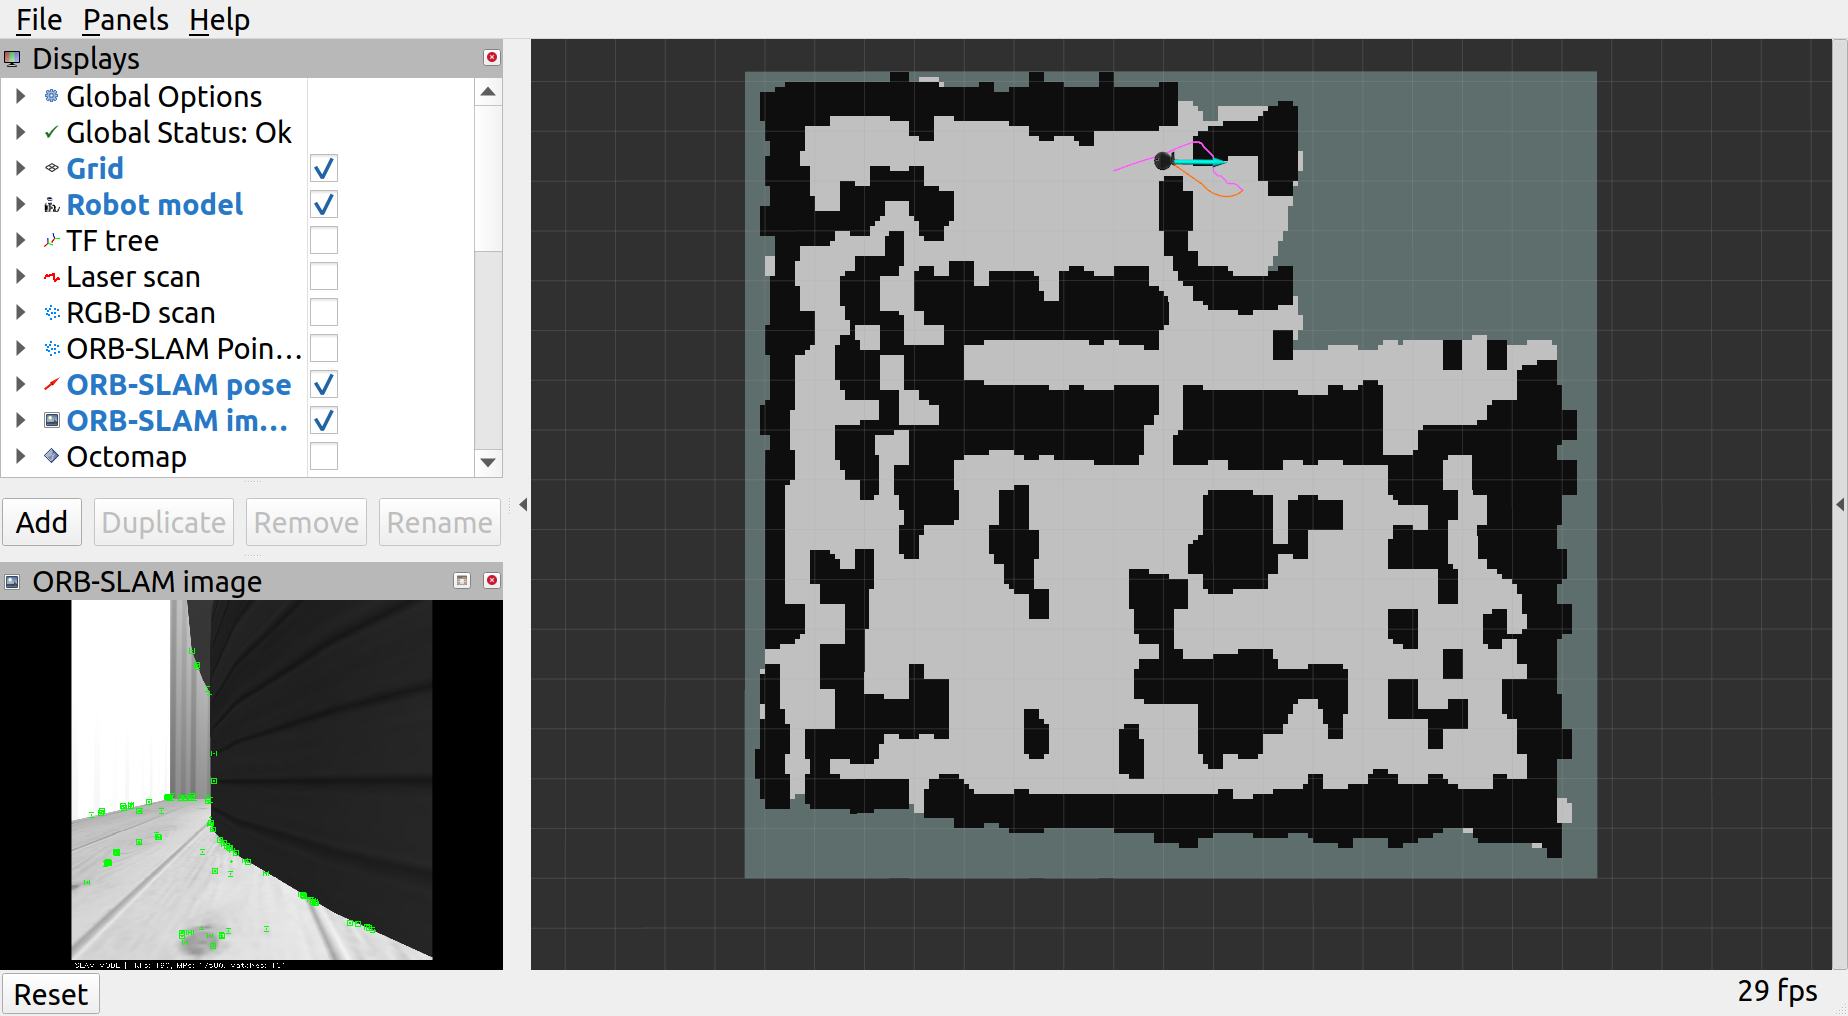 File Panels Help
Displays
Global Options
Global Status: Ok
Grid
Robot model
TF tree
Laser scan
RGB-D scan
ORB-SLAM Poin...
ORB-SLAM pose
ORB-SLAM im...
Octomap
Add Duplicate Remove Rename
ORB-SLAM image
SLAM MODE |
Reset
29 fps